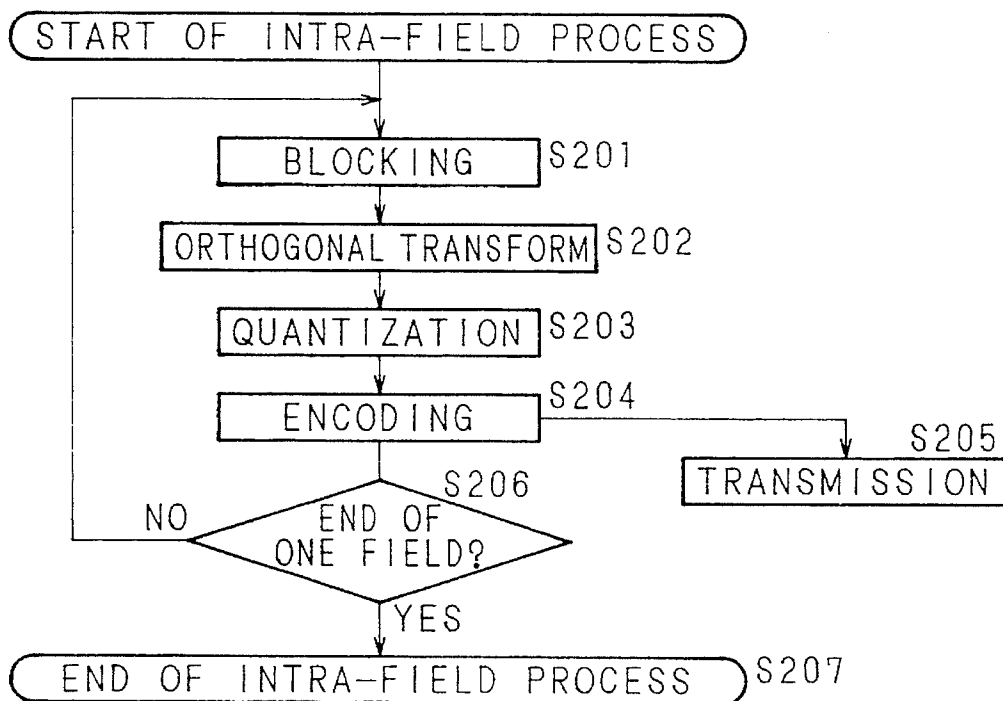 START OF INTRA-FIELD PROCESS
BLOCKING S201
ORTHOGONAL TRANSFORM S202
QUANTIZATION S203
ENCODING S204
S205
TRANSMISSION
S206
NO END OF
ONE FIELD?
YES
END OF INTRA-FIELD PROCESS S207